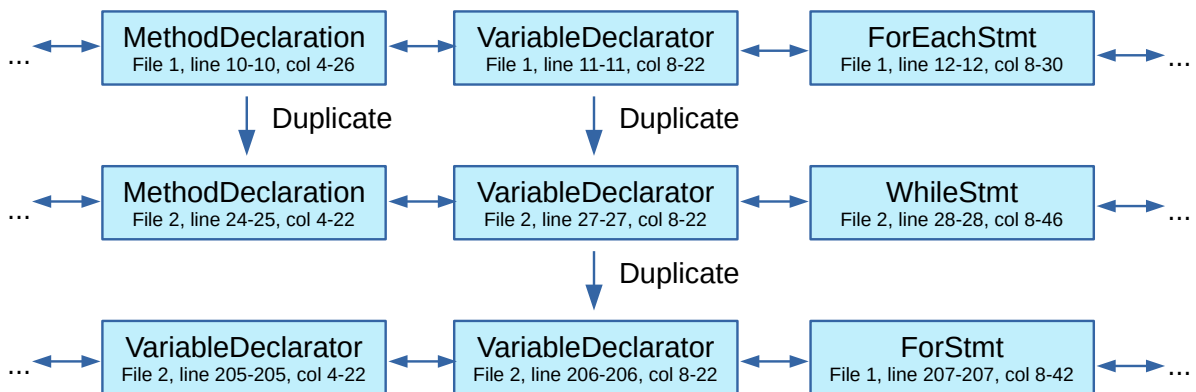 ... MethodDeclaration VariableDeclarator ForEachStmt ...
File 1, line 10-10, col 4-26 File 1, line 11-11, col 8-22 File 1, line 12-12, col 8-30
Duplicate Duplicate
... MethodDeclaration VariableDeclarator WhileStmt ...
File 2, line 24-25, col 4-22 File 2, line 27-27, col 8-22 File 2, line 28-28, col 8-46
Duplicate
... VariableDeclarator VariableDeclarator ForStmt ...
File 2, line 205-205, col 4-22 File 2, line 206-206, col 8-22 File 1, line 207-207, col 8-42